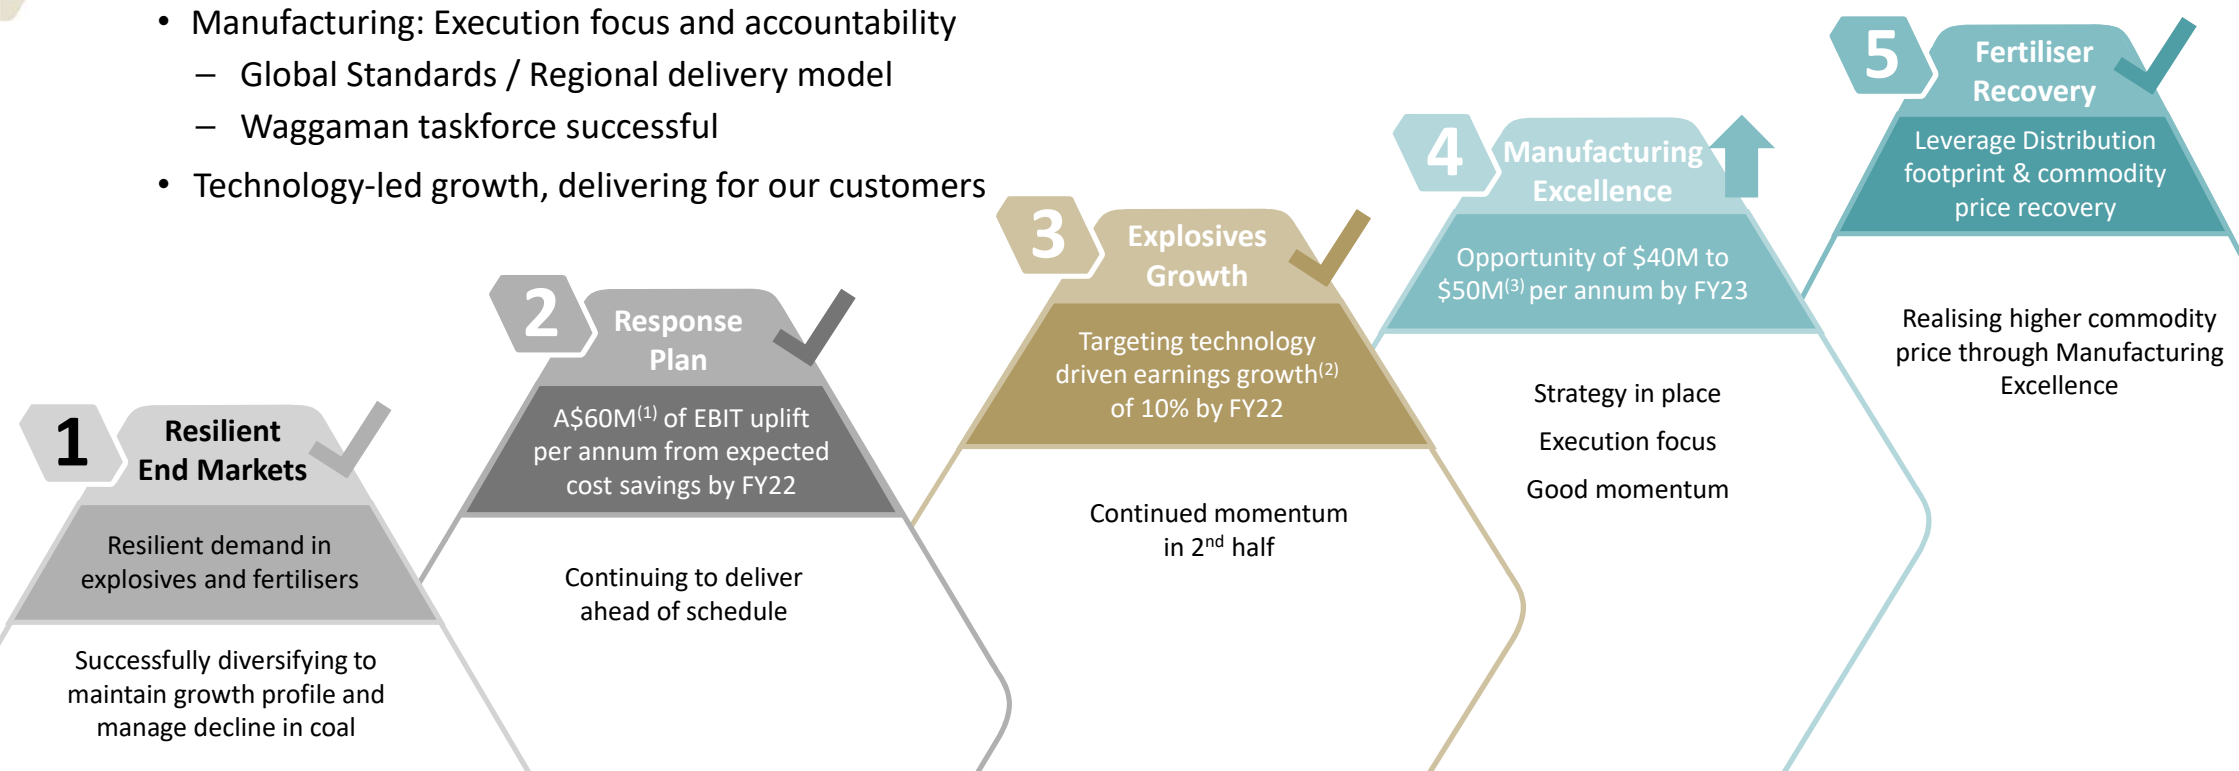 • Manufacturing: Execution focus and accountability
– Global Standards / Regional delivery model
– Waggaman taskforce successful
• Technology-led growth, delivering for our customers
1
Resilient
End Markets
Resilient demand in
explosives and fertilisers
Successfully diversifying to
maintain growth profile and
manage decline in coal
2
Response
Plan
A$60M(1) of EBIT uplift
per annum from expected
cost savings by FY22
Continuing to deliver
ahead of schedule
3
Explosives
Growth
Targeting technology
driven earnings growth(2)
of 10% by FY22
Continued momentum
in 2nd half
4
Manufacturing
Excellence
Opportunity of $40M to
$50M(3) per annum by FY23
Strategy in place
Execution focus
Good momentum
5
Fertiliser
Recovery
Leverage Distribution
footprint & commodity
price recovery
Realising higher commodity
price through Manufacturing
Excellence